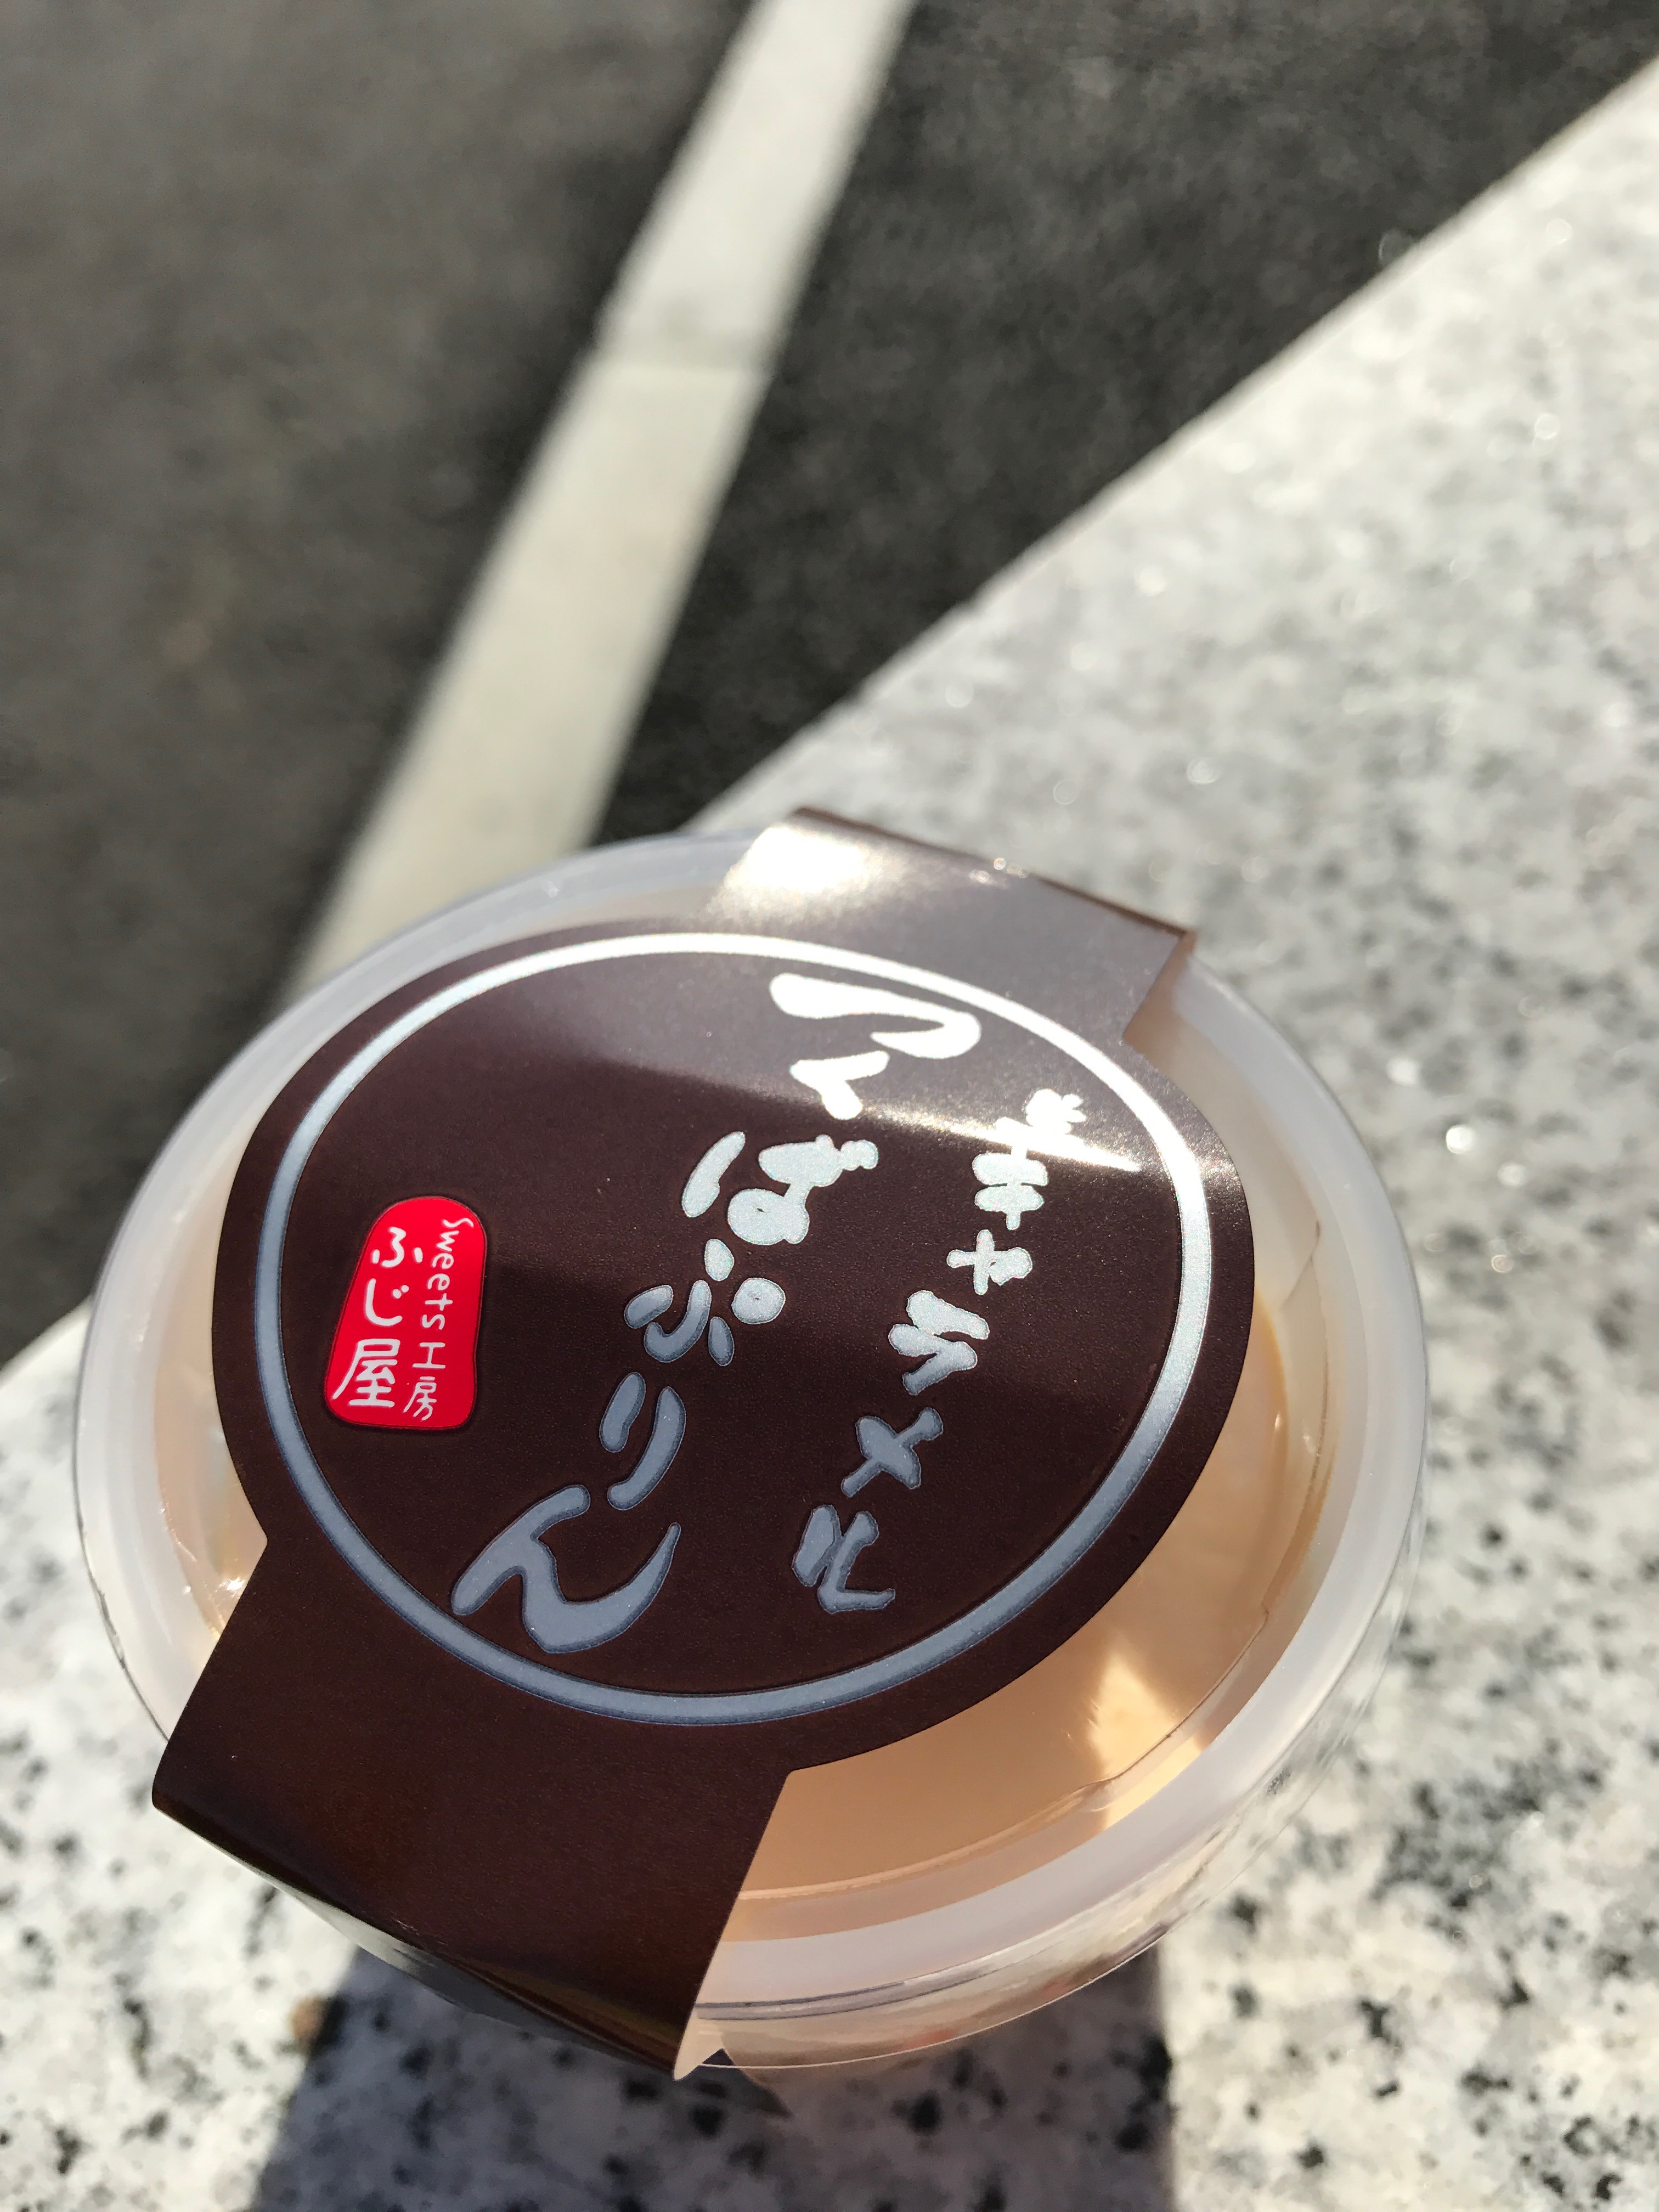 生キャラメル
つくばぷりん
Sweets工房
ふじ屋